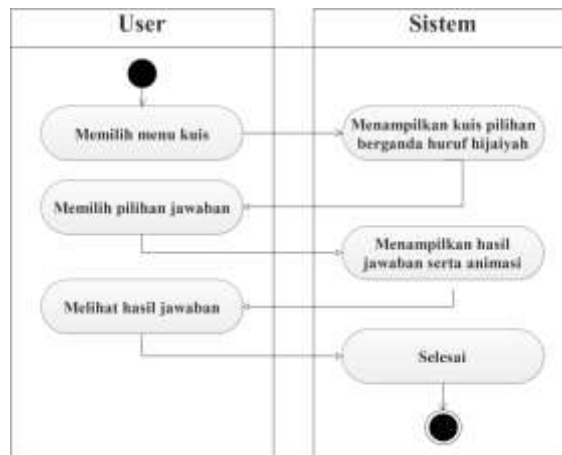 User
Sistem
Memilih menu kuis
Menampilkan kuis pilihan
berganda huruf hijaiyah
Memilih pilihan jawaban
Menampilkan hasil
jawaban serta animasi
Melihat hasil jawaban
Selesai